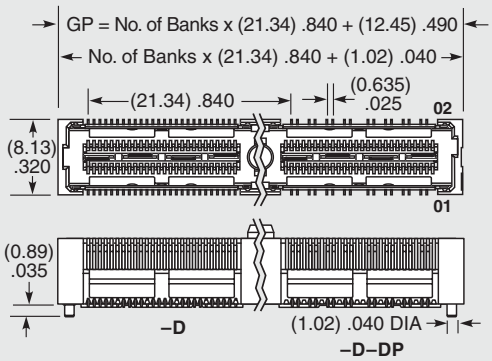 GP = No. of Banks x (21.34) .840 + (12.45) .490
No. of Banks x (21.34) .840 + (1.02) .040
(21.34) .840
(0.635)
.025
02
(8.13)
.320
01
(0.89)
.035
–D
(1.02) .040 DIA
–D–DP